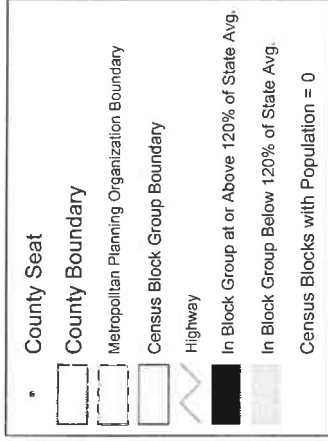 County Seat
County Boundary
Metropolitan Planning Organization Boundary
Census Block Group Boundary
Highway
In Block Group at or Above 120% of State Avg.
In Block Group Below 120% of State Avg.
Census Blocks with Population = 0